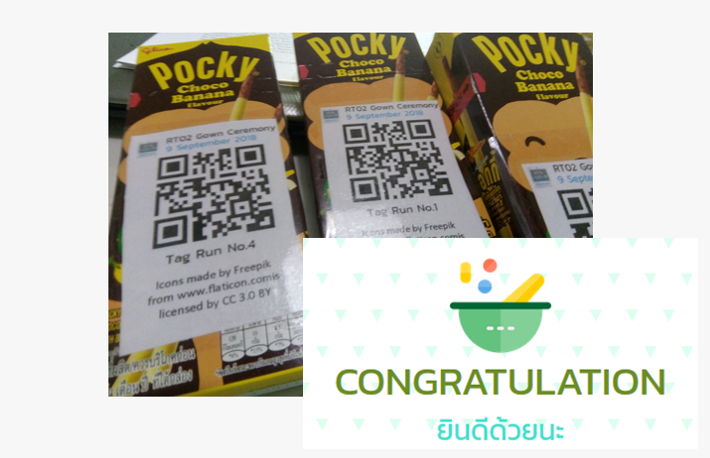 Glico
Pocky
Choco
Banana
flavour
RT02 Gown Ceremony
9 September 2018
Tag Run No.4
Icons made by Freepik
from www.flaticon.comis
licensed by CC 3.0 BY
Pocky
Choco
Banana
flavour
RT02 Gown Ceremony
9 September 2018
Tag Run No.1
Icons made by Freepik
Pocky
Choco
Banana
flavour
RT02 Go
9 Septe
CONGRATULATION
ยินดีด้วยนะ